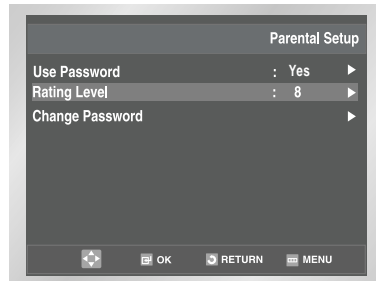 Parental Setup
Use Password : Yes
Rating Level : 8
Change Password
OK RETURN MENU